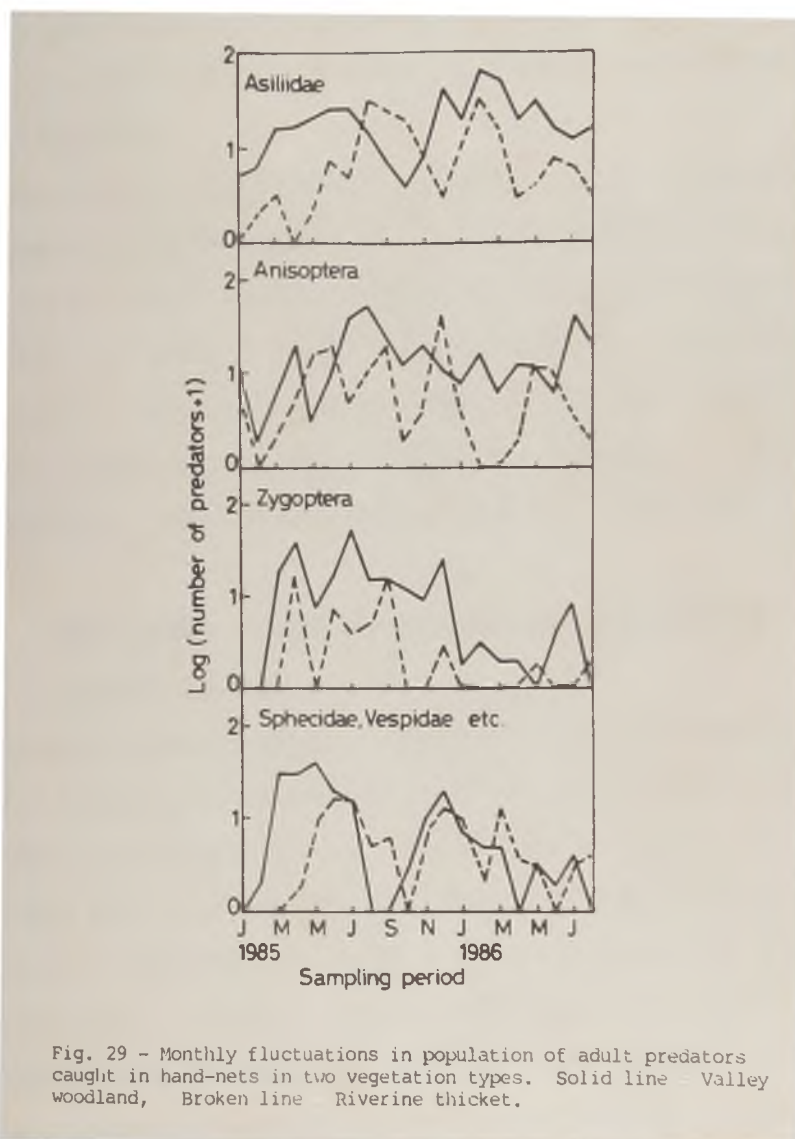 2
Asiliidae
1
0
2
Anisoptera
1
0
2
Zygoptera
1
0
2
Sphecidae, Vespidae etc.
1
0
Log (number of predators+1)
J M M J S N J M M J
1985 1986
Sampling period
Fig. 29 - Monthly fluctuations in population of adult predators
caught in hand-nets in two vegetation types. Solid line - Valley
woodland, Broken line - Riverine thicket.